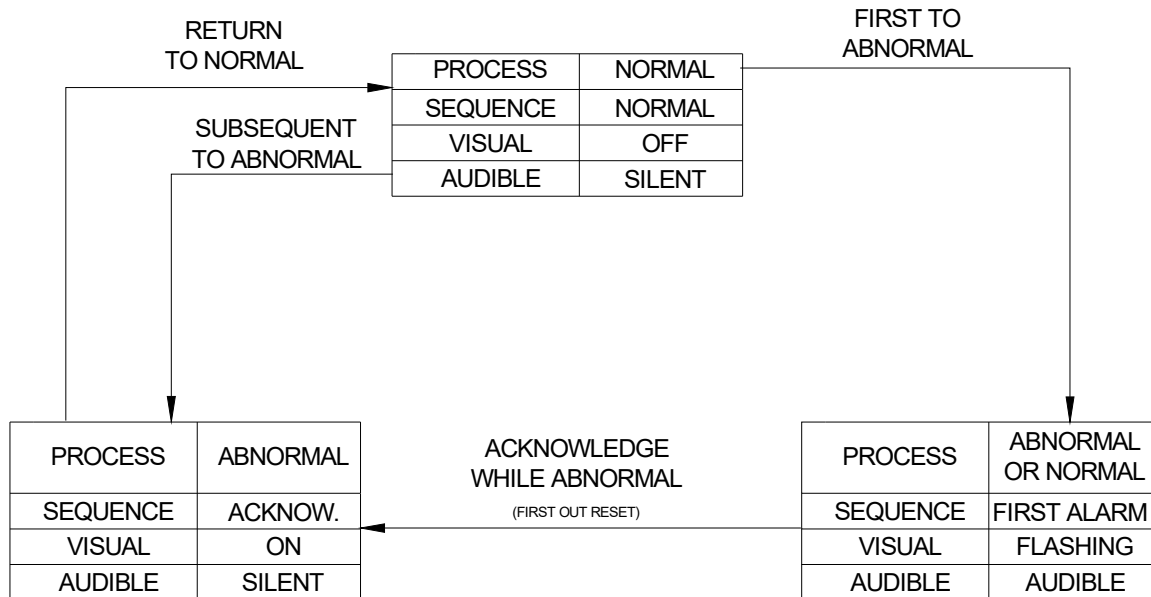 RETURN
TO NORMAL
FIRST TO
ABNORMAL
PROCESS NORMAL
SEQUENCE NORMAL
VISUAL OFF
AUDIBLE SILENT
SUBSEQUENT
TO ABNORMAL
PROCESS ABNORMAL
SEQUENCE ACKNOW.
VISUAL ON
AUDIBLE SILENT
ACKNOWLEDGE
WHILE ABNORMAL
(FIRST OUT RESET)
PROCESS ABNORMAL
OR NORMAL
SEQUENCE FIRST ALARM
VISUAL FLASHING
AUDIBLE AUDIBLE